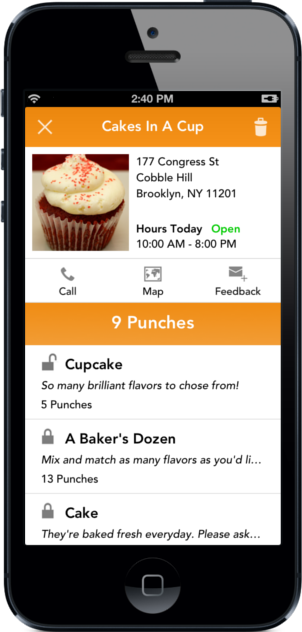 2:40 PM
Cakes In A Cup
177 Congress St
Cobble Hill
Brooklyn, NY 11201
Hours Today Open
10:00 AM - 8:00 PM
Call
Map
Feedback
9 Punches
Cupcake
So many brilliant flavors to chose from!
5 Punches
A Baker's Dozen
Mix and match as many flavors as you'd li...
13 Punches
Cake
They're baked fresh everyday. Please ask...